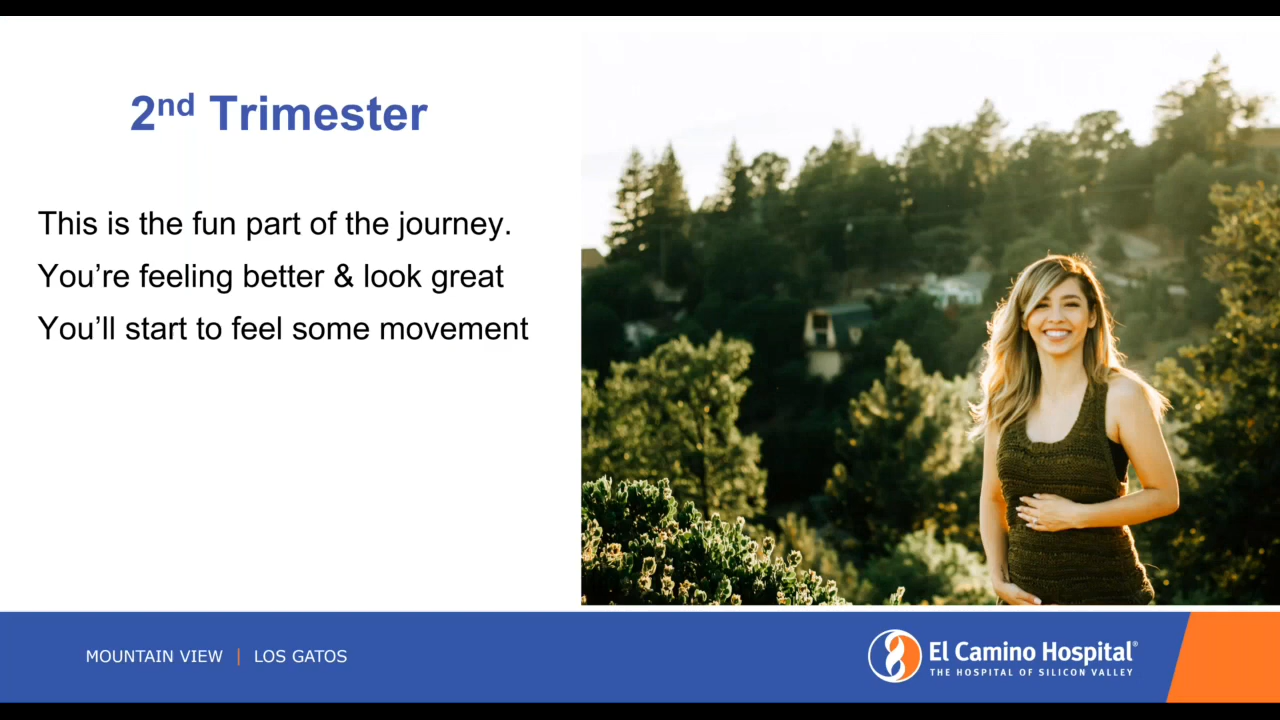 2nd Trimester
This is the fun part of the journey.
You’re feeling better & look great
You’ll start to feel some movement
MOUNTAIN VIEW | LOS GATOS
El Camino Hospital®
THE HOSPITAL OF SILICON VALLEY